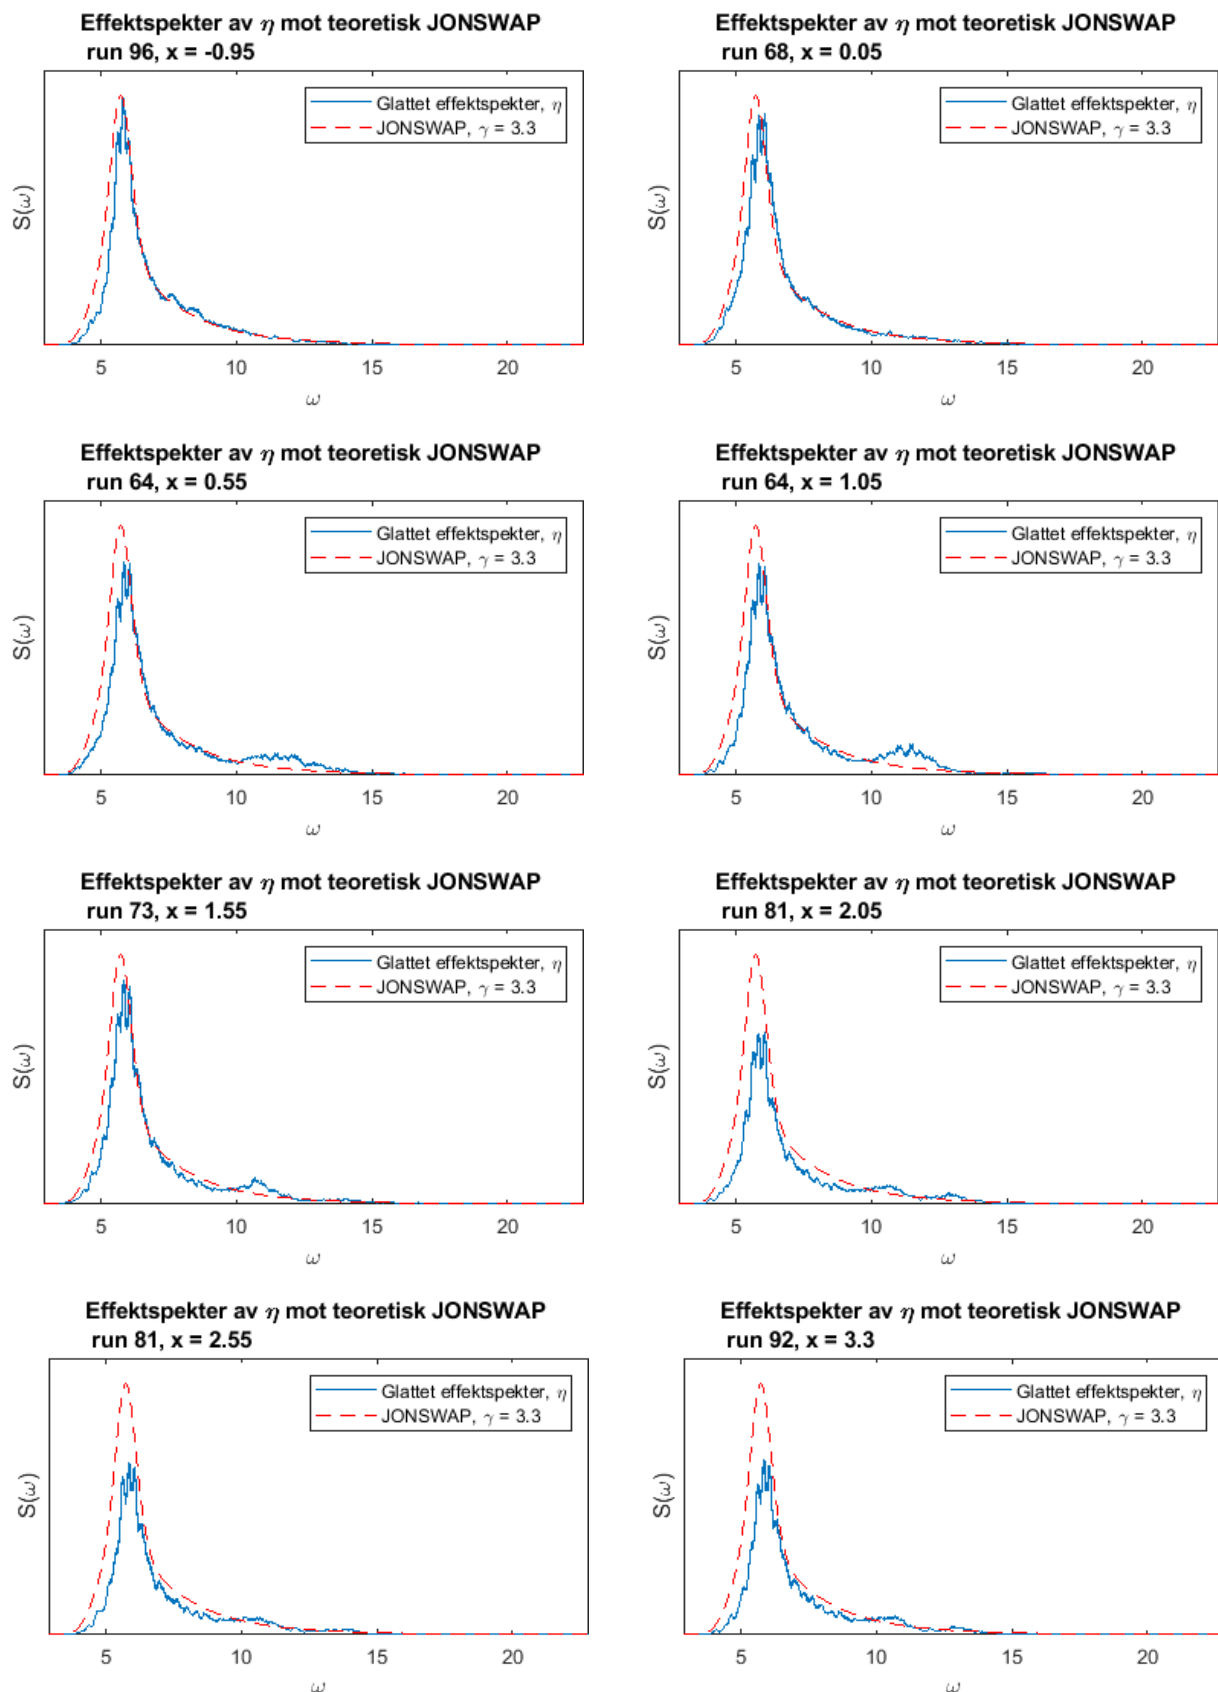 Effektspekter av η mot teoretisk JONSWAP
run 96, x = -0.95
Glattet effektspekter, η
JONSWAP, γ = 3.3
S(ω)
5 10 15 20
ω
Effektspekter av η mot teoretisk JONSWAP
run 68, x = 0.05
Glattet effektspekter, η
JONSWAP, γ = 3.3
S(ω)
5 10 15 20
ω
Effektspekter av η mot teoretisk JONSWAP
run 64, x = 0.55
Glattet effektspekter, η
JONSWAP, γ = 3.3
S(ω)
5 10 15 20
ω
Effektspekter av η mot teoretisk JONSWAP
run 64, x = 1.05
Glattet effektspekter, η
JONSWAP, γ = 3.3
S(ω)
5 10 15 20
ω
Effektspekter av η mot teoretisk JONSWAP
run 73, x = 1.55
Glattet effektspekter, η
JONSWAP, γ = 3.3
S(ω)
5 10 15 20
ω
Effektspekter av η mot teoretisk JONSWAP
run 81, x = 2.05
Glattet effektspekter, η
JONSWAP, γ = 3.3
S(ω)
5 10 15 20
ω
Effektspekter av η mot teoretisk JONSWAP
run 81, x = 2.55
Glattet effektspekter, η
JONSWAP, γ = 3.3
S(ω)
5 10 15 20
ω
Effektspekter av η mot teoretisk JONSWAP
run 92, x = 3.3
Glattet effektspekter, η
JONSWAP, γ = 3.3
S(ω)
5 10 15 20
ω